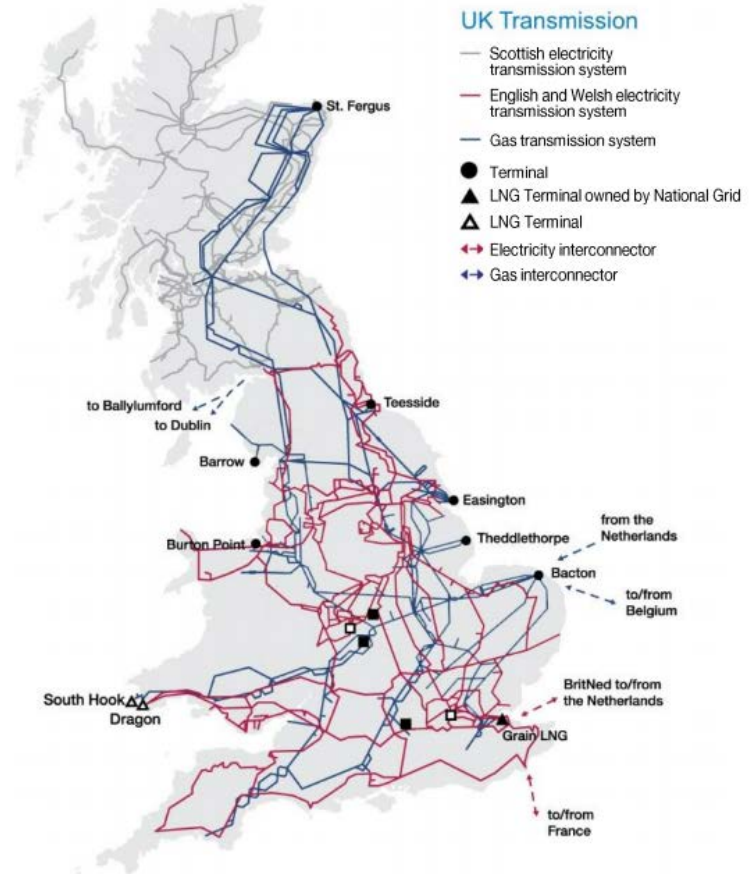 UK Transmission
Scottish electricity
transmission system
English and Welsh electricity
transmission system
Gas transmission system
Terminal
LNG Terminal owned by National Grid
LNG Terminal
Electricity interconnector
Gas interconnector
St. Fergus
to Ballylumford
to Dublin
Teesside
Barrow
Easington
Burton Point
Theddlethorpe
from the
Netherlands
Bacton
to/from
Belgium
South Hook
Dragon
BritNed to/from
the Netherlands
Grain LNG
to/from
France